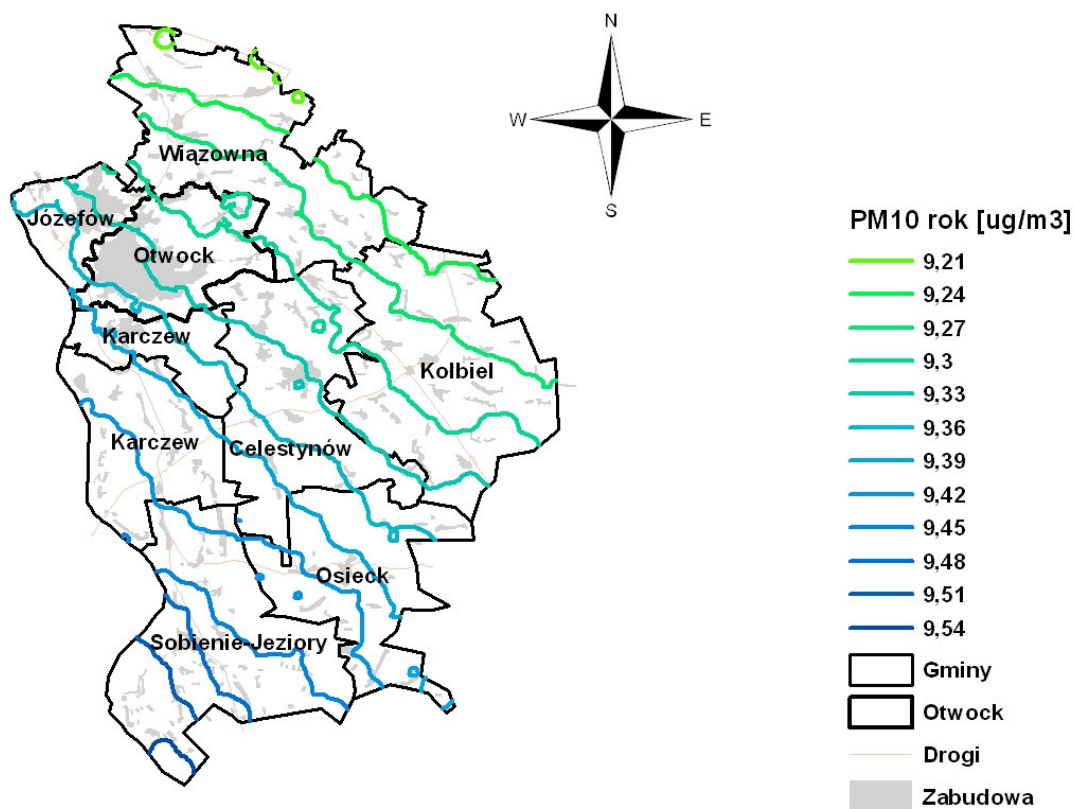 N
W
E
S
Wiązowna
Józefów
Otwock
Karczew
Kołbiel
Karczew
Celestynów
Osieck
Sobienie-Jeziory
PM10 rok [ug/m3]
9,21
9,24
9,27
9,3
9,33
9,36
9,39
9,42
9,45
9,48
9,51
9,54
Gminy
Otwock
Drogi
Zabudowa